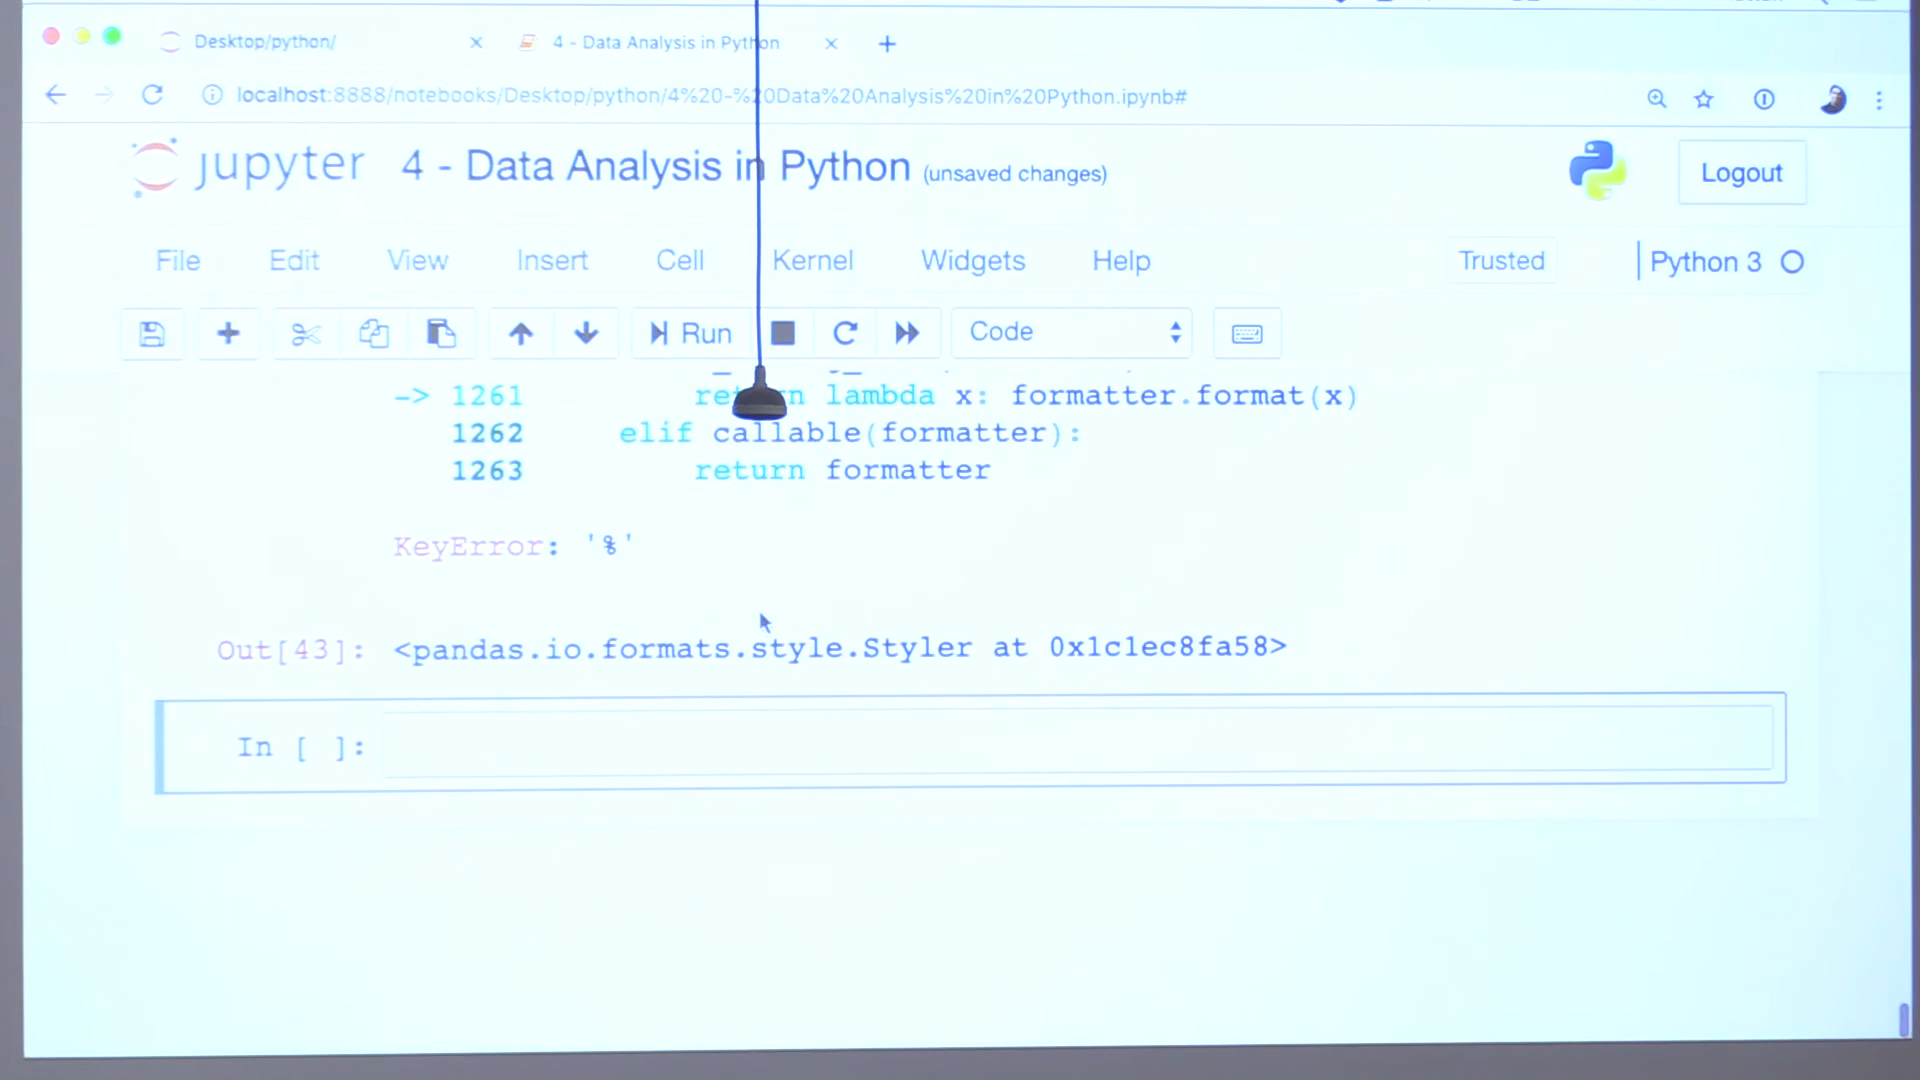 Desktop/python/
4 - Data Analysis in Python
localhost:8888/notebooks/Desktop/python/4%20-%20Data%20Analysis%20in%20Python.ipynb#
jupyter 4 - Data Analysis in Python (unsaved changes)
Logout
File Edit View Insert Cell Kernel Widgets Help
Trusted
Python 3
Run
Code
-> 1261 return lambda x: formatter.format(x)
1262 elif callable(formatter):
1263 return formatter
KeyError: '%'
Out[43]: <pandas.io.formats.style.Styler at 0x1c1ec8fa58>
In [ ]: